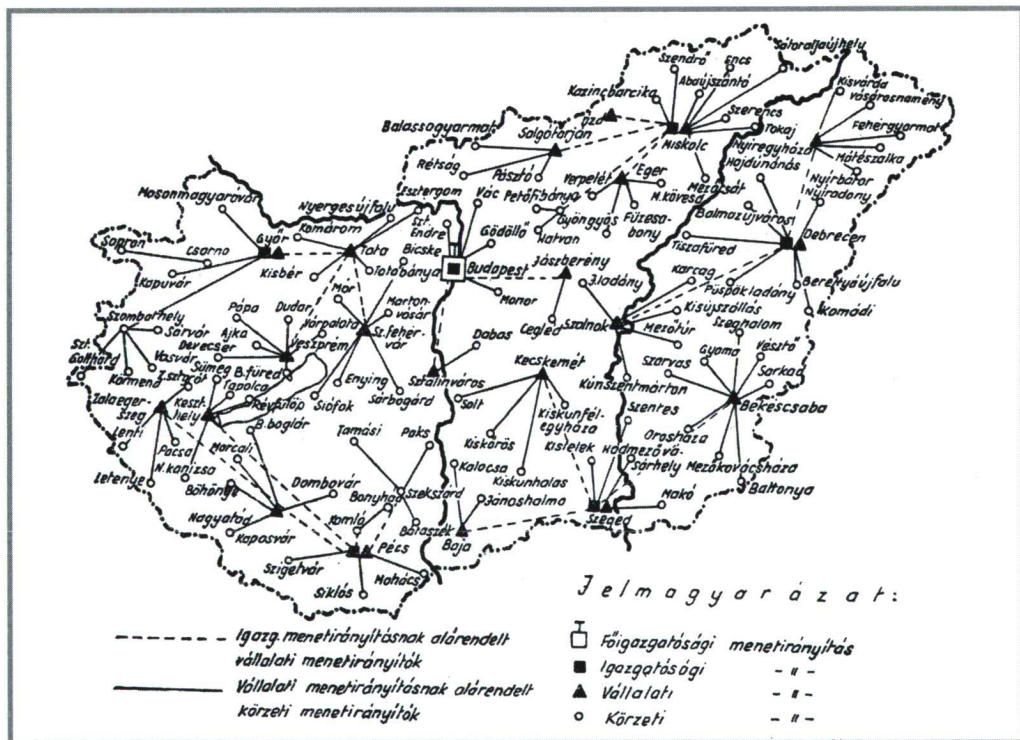 Sátoraljaújhely
Szendrő
Encs
Abaújszántó
Kisvárda
Vásárosnamény
Kazincbarcika
Szerencs
Tokaj
Fehérgyarmat
Ózd
Miskolc
Nyíregyháza
Mátészalka
Balassagyarmat
Salgótarján
Hajdúnánás
Nyírbátor
Rétság
Pásztó
Verpelét
Eger
Mezőcsát
Nyíradony
Mosonmagyaróvár
Esztergom
Vác
Petőfibánya
M.kövesd
Balmazújváros
Nyergesújfalu
Gyöngyös
Füzesabony
Komárom
Szt.
Endre
Hatvan
Debrecen
Sopron
Csorna
Győr
Tata
Bicske
Gödöllő
Tiszafüred
Kapuvár
Kisbér
Tatabánya
Budapest
Jászberény
Karcag
Berettyóújfalu
J.ladány
Püspökladány
Mór
Martonvásár
Monor
Kisújszállás
Komádi
Szombathely
Pápa
Dudar
Cegléd
Szolnok
Szeghalom
Sárvár
Ajka
Várpalota
St.fehérvár
Dabas
Mezőtúr
Vésztő
Szt.
Gotthárd
Devecser
Veszprém
Kecskemét
Szarvas
Gyoma
Vasvár
Sümeg
B.füred
Sarkad
Körmend
Z.sztgrót
Tapolca
Enying
Sztálinváros
Kúnszentmárton
Zalaegerszeg
Keszthely
Révfülöp
Siófok
Sárbogárd
Solt
Kiskunfélegyháza
Szentes
Békéscsaba
B.boglár
Tamási
Paks
Orosháza
Lenti
Pacsa
Marcali
Kiskőrös
Kistelek
Hódmezővásárhely
Letenye
N.kanizsa
Kalocsa
Mezőkovácsháza
Böhönye
Dombóvár
Bonyhád
Szekszárd
Kiskunhalas
Battonya
Nagyatád
Komló
Jánoshalma
Makó
Kaposvár
Bátaszék
Baja
Szeged
Szigetvár
Pécs
Siklós
Mohács
Jelmagyarázat:
Igazg. menetirányításnak alárendelt
vállalati menetirányítók
Vállalati menetirányításnak alárendelt
körzeti menetirányítók
Főigazgatósági menetirányítás
Igazgatósági - " -
Vállalati - " -
Körzeti - " -